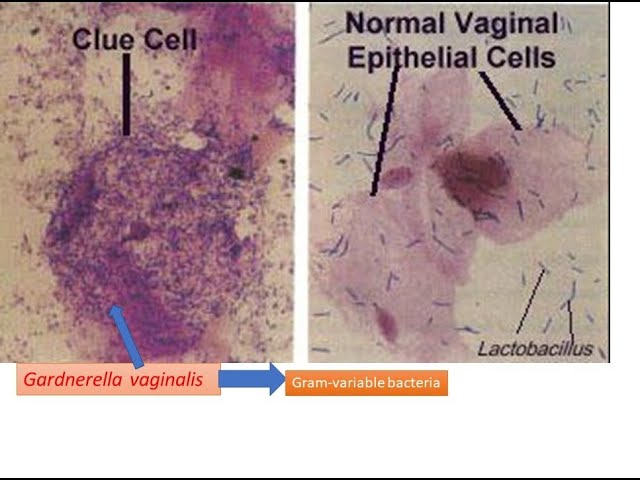 Clue Cell
Normal Vaginal
Epithelial Cells
Lactobacillus
Gardnerella vaginalis
Gram-variable bacteria